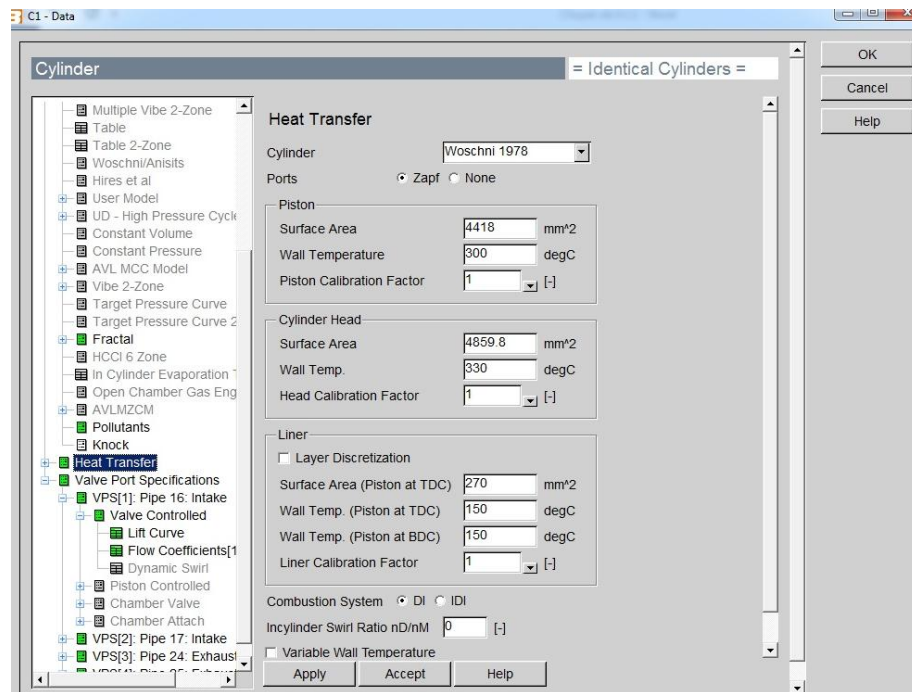 C1 - Data
Cylinder
= Identical Cylinders =
OK
Cancel
Help
Multiple Vibe 2-Zone
Table
Table 2-Zone
Woschni/Anisits
Hires et al
User Model
UD - High Pressure Cycle
Constant Volume
Constant Pressure
AVL MCC Model
Vibe 2-Zone
Target Pressure Curve
Target Pressure Curve 2
Fractal
HCCI 6 Zone
In Cylinder Evaporation
Open Chamber Gas Eng
AVLMZCM
Pollutants
Knock
Heat Transfer
Valve Port Specifications
VPS[1]: Pipe 16: Intake
Valve Controlled
Lift Curve
Flow Coefficients[1
Dynamic Swirl
Piston Controlled
Chamber Valve
Chamber Attach
VPS[2]: Pipe 17: Intake
VPS[3]: Pipe 24: Exhaust
Heat Transfer
Cylinder Woschni 1978
Ports Zapf None
Piston
Surface Area 4418 mm^2
Wall Temperature 300 degC
Piston Calibration Factor 1 [-]
Cylinder Head
Surface Area 4859.8 mm^2
Wall Temp. 330 degC
Head Calibration Factor 1 [-]
Liner
Layer Discretization
Surface Area (Piston at TDC) 270 mm^2
Wall Temp. (Piston at TDC) 150 degC
Wall Temp. (Piston at BDC) 150 degC
Liner Calibration Factor 1 [-]
Combustion System DI IDI
Incylinder Swirl Ratio nD/nM 0 [-]
Variable Wall Temperature
Apply Accept Help